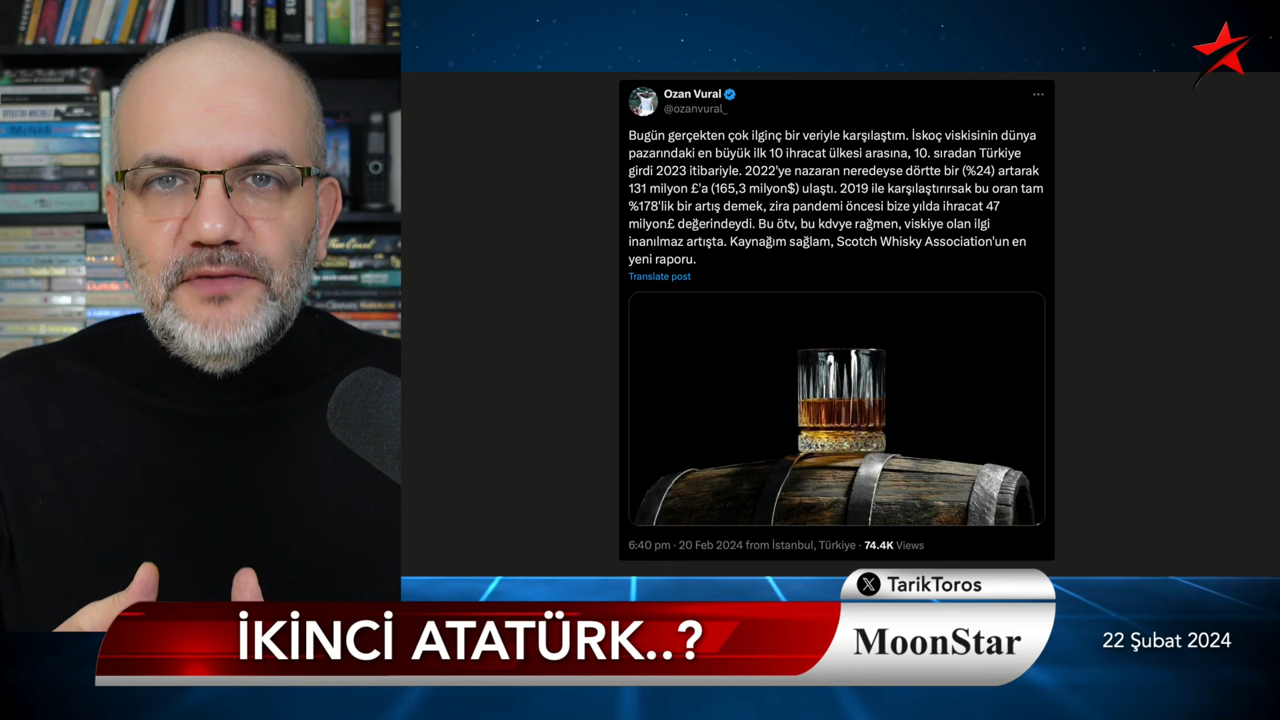 Ozan Vural
@ozanvural_
Bugün gerçekten çok ilginç bir veriyle karşılaştım. İskoç viskisinin dünya
pazarındaki en büyük ilk 10 ihracat ülkesi arasına, 10. sıradan Türkiye
girdi 2023 itibariyle. 2022'ye nazaran neredeyse dörtte bir (%24) artarak
131 milyon £'a (165,3 milyon$) ulaştı. 2019 ile karşılaştırırsak bu oran tam
%178'lik bir artış demek, zira pandemi öncesi bize yılda ihracat 47
milyon£ değerindeydi. Bu ötv, bu kdvye rağmen, viskiye olan ilgi
inanılmaz artışta. Kaynağım sağlam, Scotch Whisky Association'un en
yeni raporu.
Translate post
6:40 pm · 20 Feb 2024 from İstanbul, Türkiye · 74.4K Views
TarikToros
İKİNCİ ATATÜRK..?
MoonStar
22 Şubat 2024